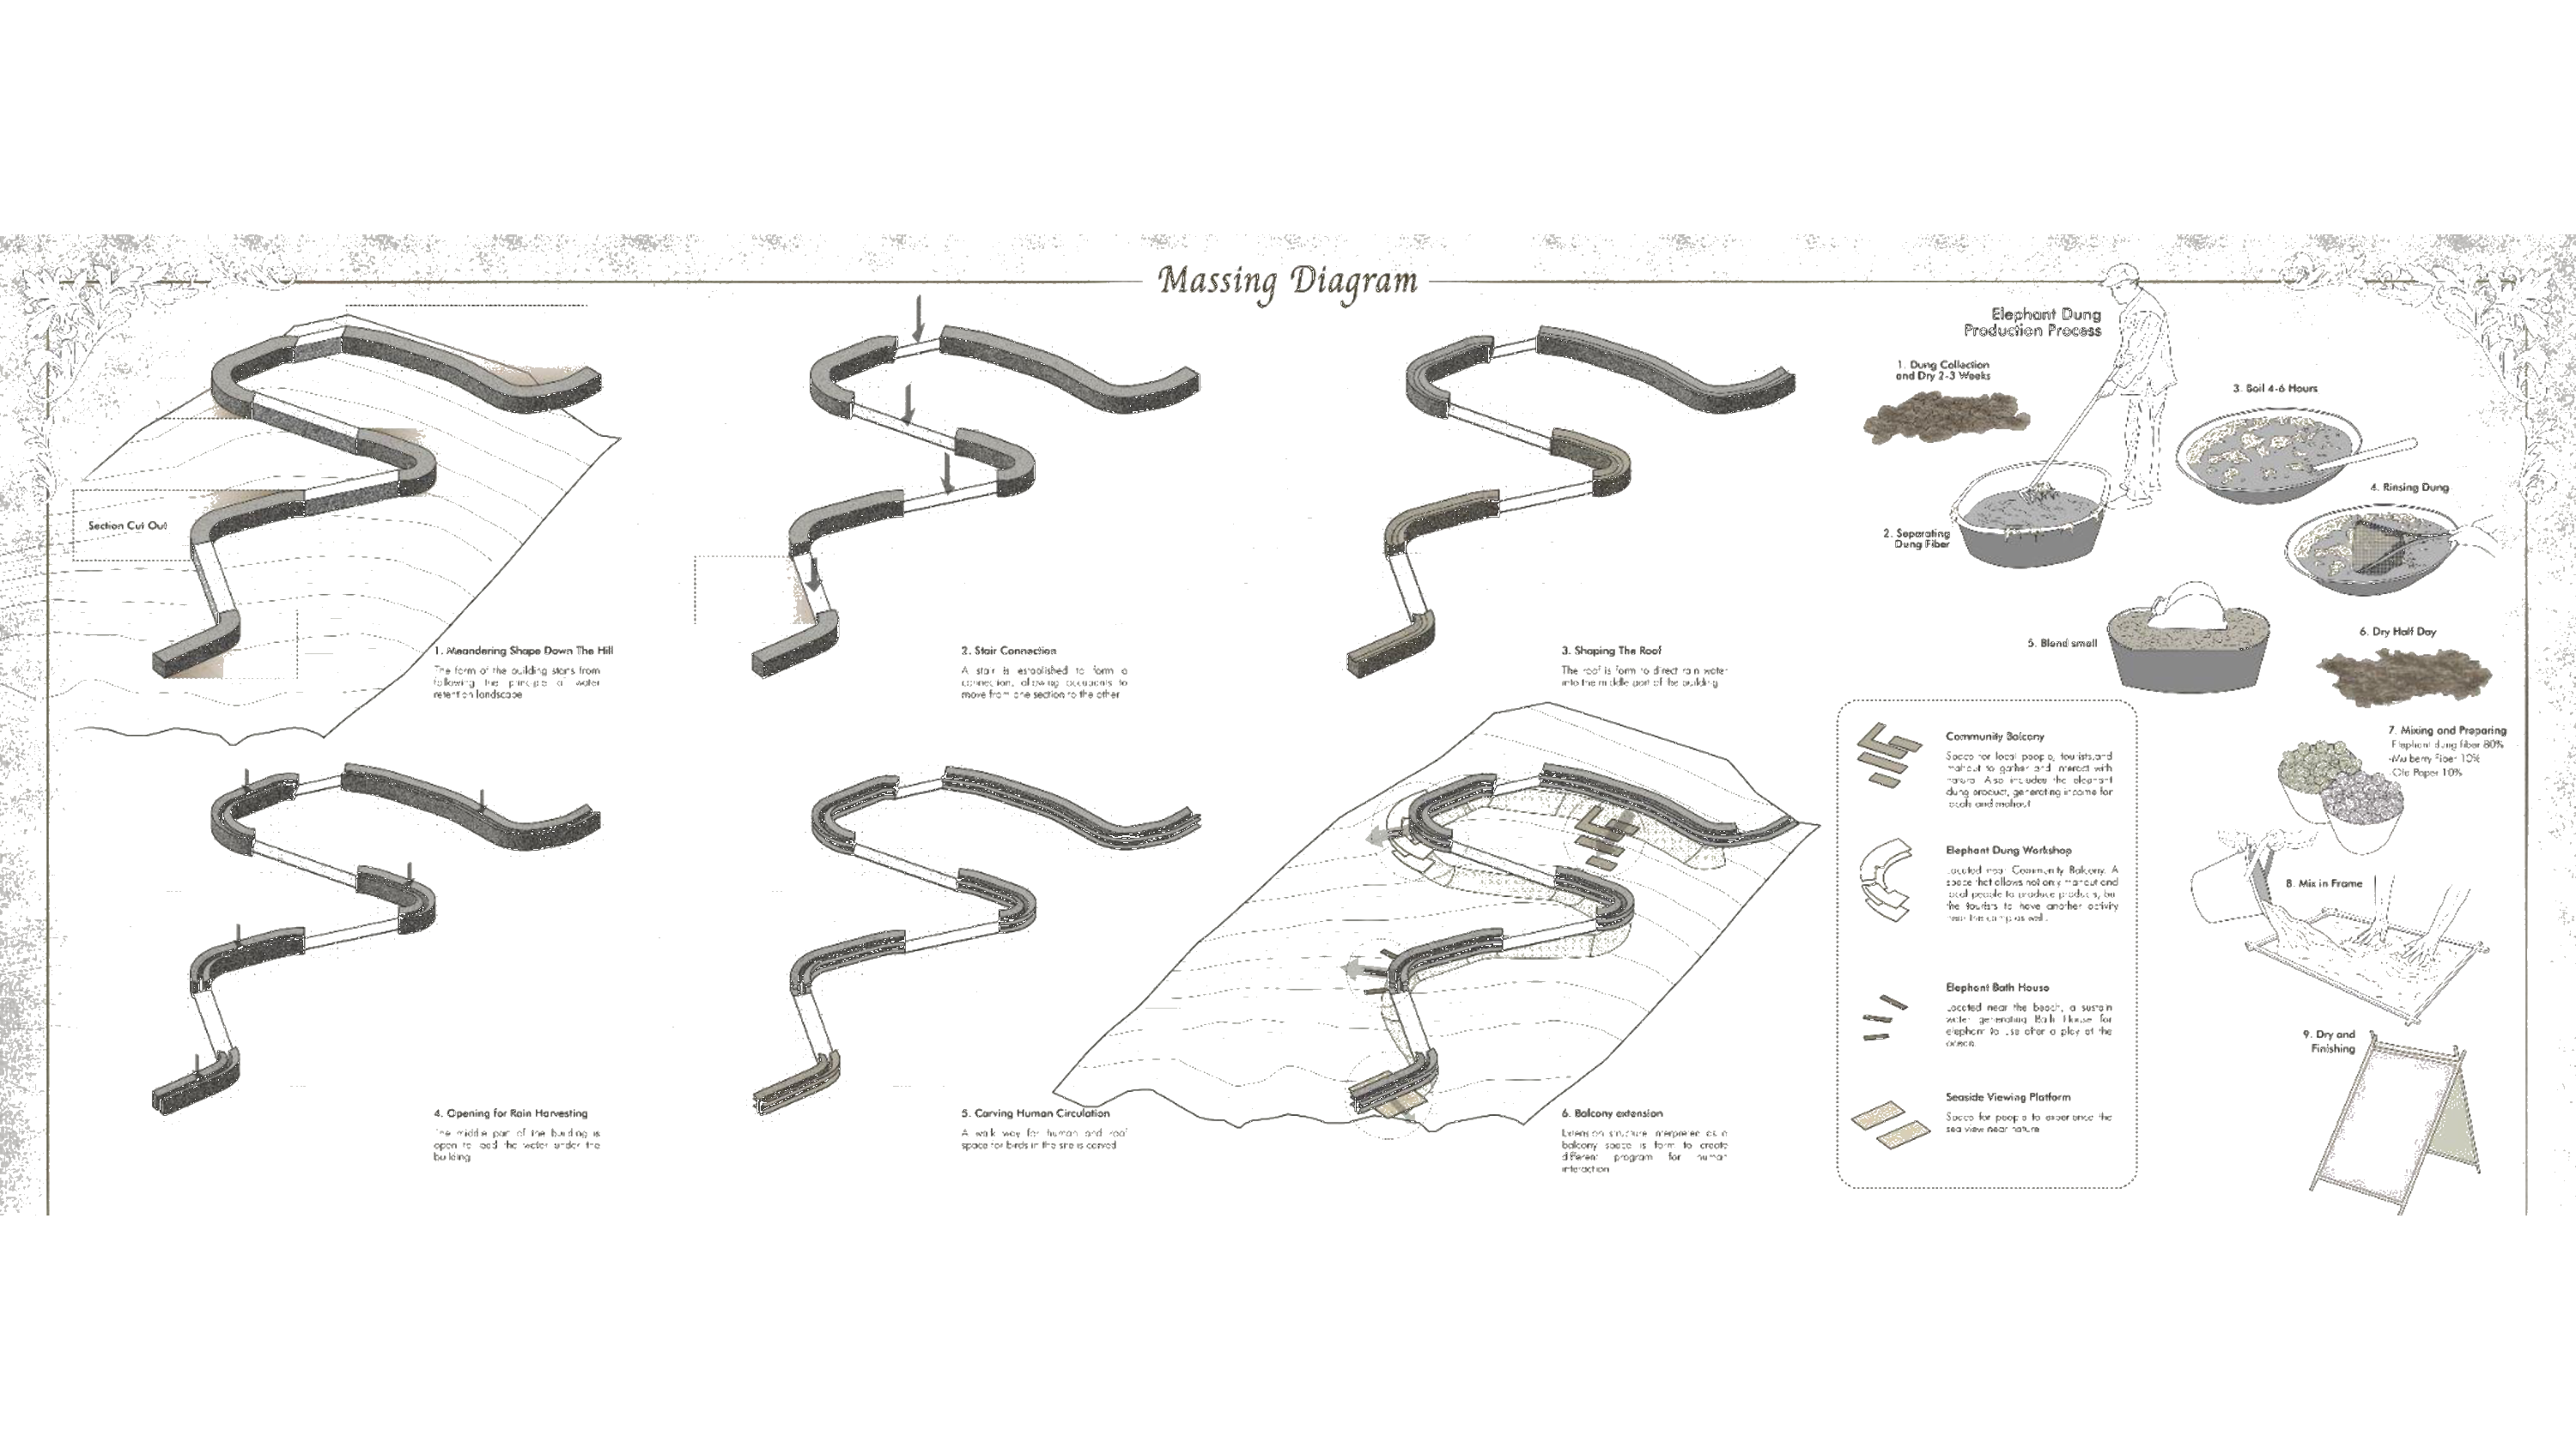 Massing Diagram
Section Cut Out
1. Meandering Shape Down The Hill
The form of the building starts from
following the principle of water
retention landscape
2. Stair Connection
A stair is established to form a
connection, allowing occupants to
move from one section to the other
3. Shaping The Roof
The roof is form to direct rain water
into the middle part of the building
4. Opening for Rain Harvesting
The middle part of the building is
open to lead the water under the
building
5. Carving Human Circulation
A walk way for human and roof
space for birds in the site is carved
6. Balcony extension
Extension structure interpreted as a
balcony space is form to create
different program for human
interaction
Elephant Dung
Production Process
1. Dung Collection
and Dry 2-3 Weeks
2. Separating
Dung Fiber
3. Boil 4-6 Hours
4. Rinsing Dung
5. Blend small
6. Dry Half Day
7. Mixing and Preparing
-Elephant dung fiber 80%
-Mulberry Fiber 10%
-Old Paper 10%
8. Mix in Frame
9. Dry and
Finishing
Community Balcony
Space for local people, tourists, and
mahout to gather and interact with
nature. Also includes the elephant
dung product, generating income for
locals and mahout
Elephant Dung Workshop
Located near Community Balcony. A
space that allows not only mahout and
local people to produce products, but
the tourists to have another activity
near the camp as well.
Elephant Bath House
Located near the beach, a sustain
water generating Bath House for
elephant to use after a play at the
ocean
Seaside Viewing Platform
Space for people to experience the
sea view near nature